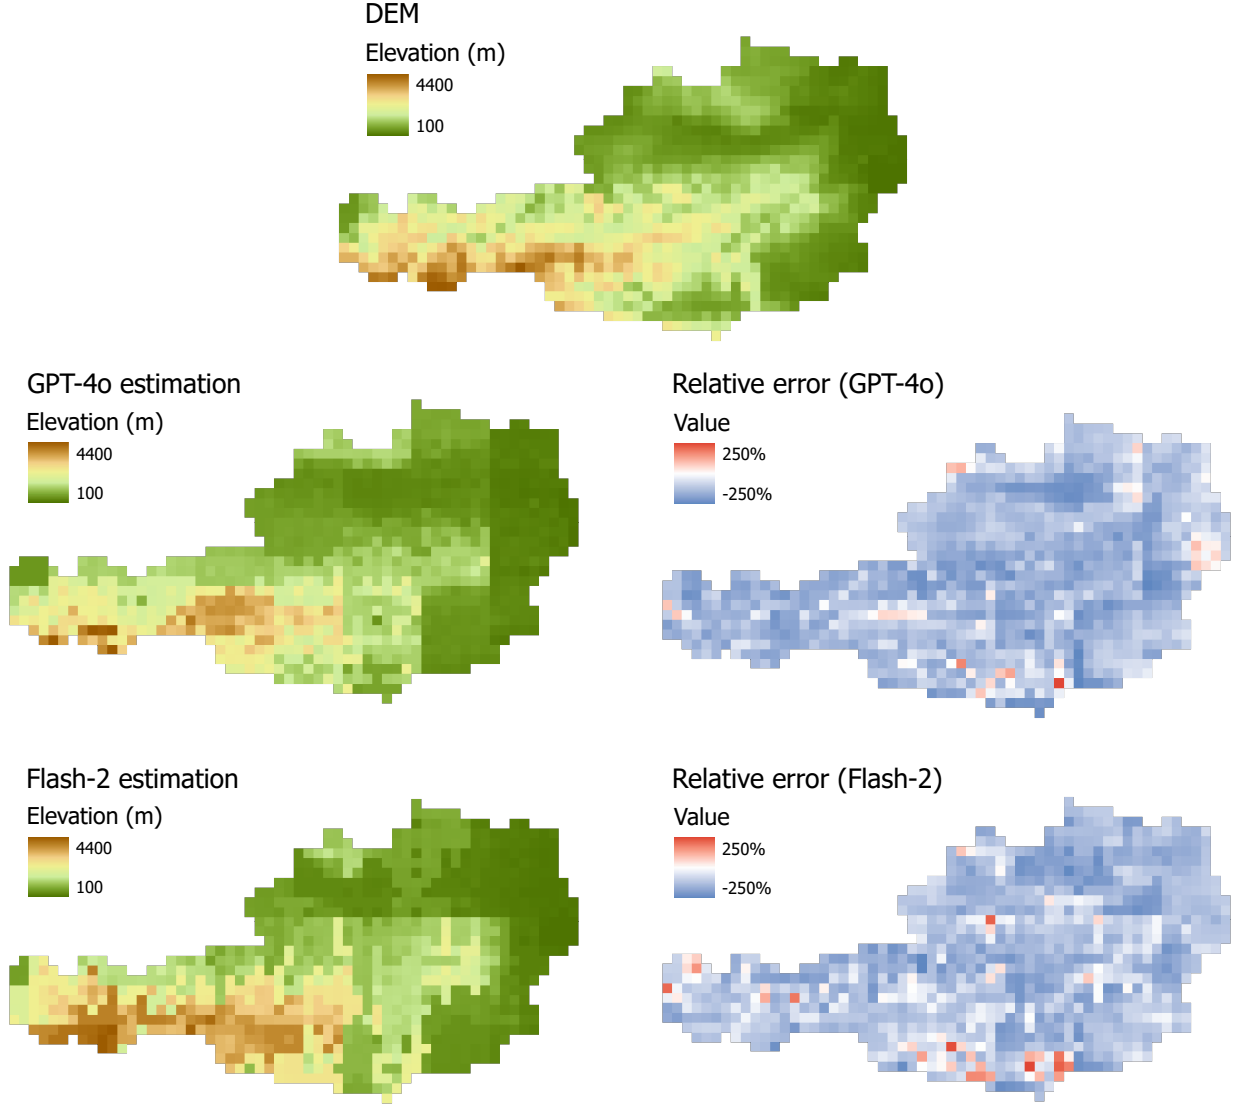 DEM
Elevation (m)
4400
100
GPT-4o estimation
Elevation (m)
4400
100
Relative error (GPT-4o)
Value
250%
-250%
Flash-2 estimation
Elevation (m)
4400
100
Relative error (Flash-2)
Value
250%
-250%